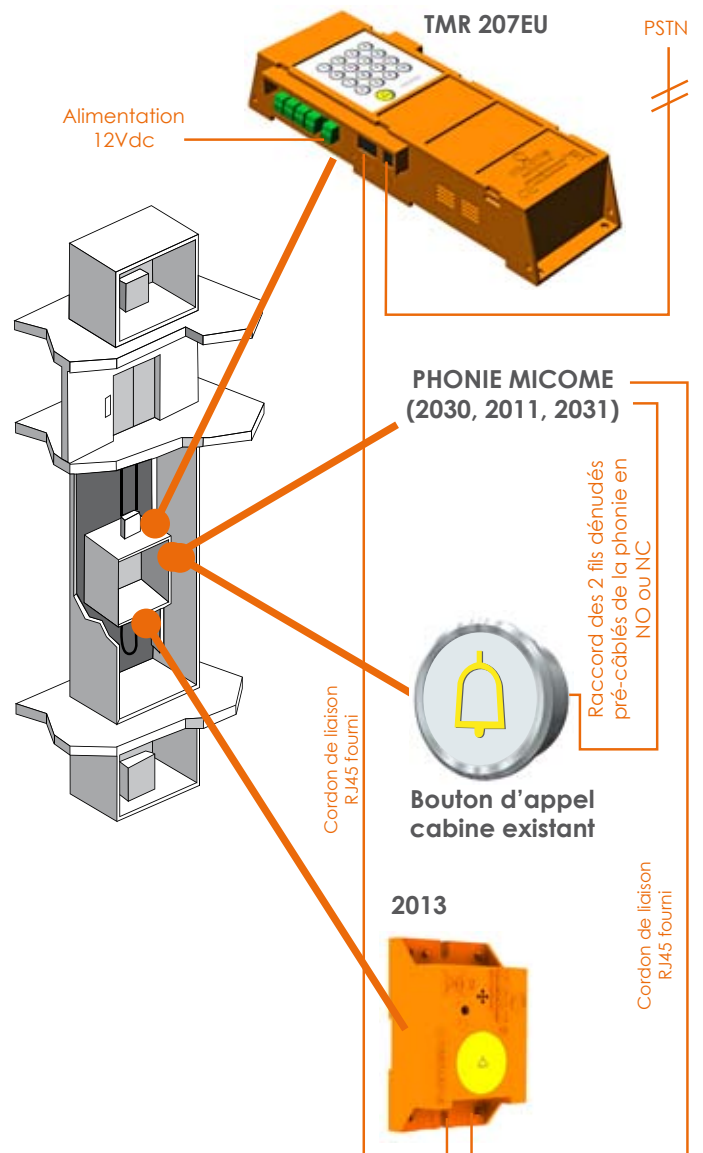 TMR 207EU
PSTN
Alimentation
12Vdc
PHONIE MICOME
(2030, 2011, 2031)
Raccord des 2 fils dénudés
pré-câblés de la phonie en
NO ou NC
Cordon de liaison
RJ45 fourni
Bouton d’appel
cabine existant
2013
Cordon de liaison
RJ45 fourni